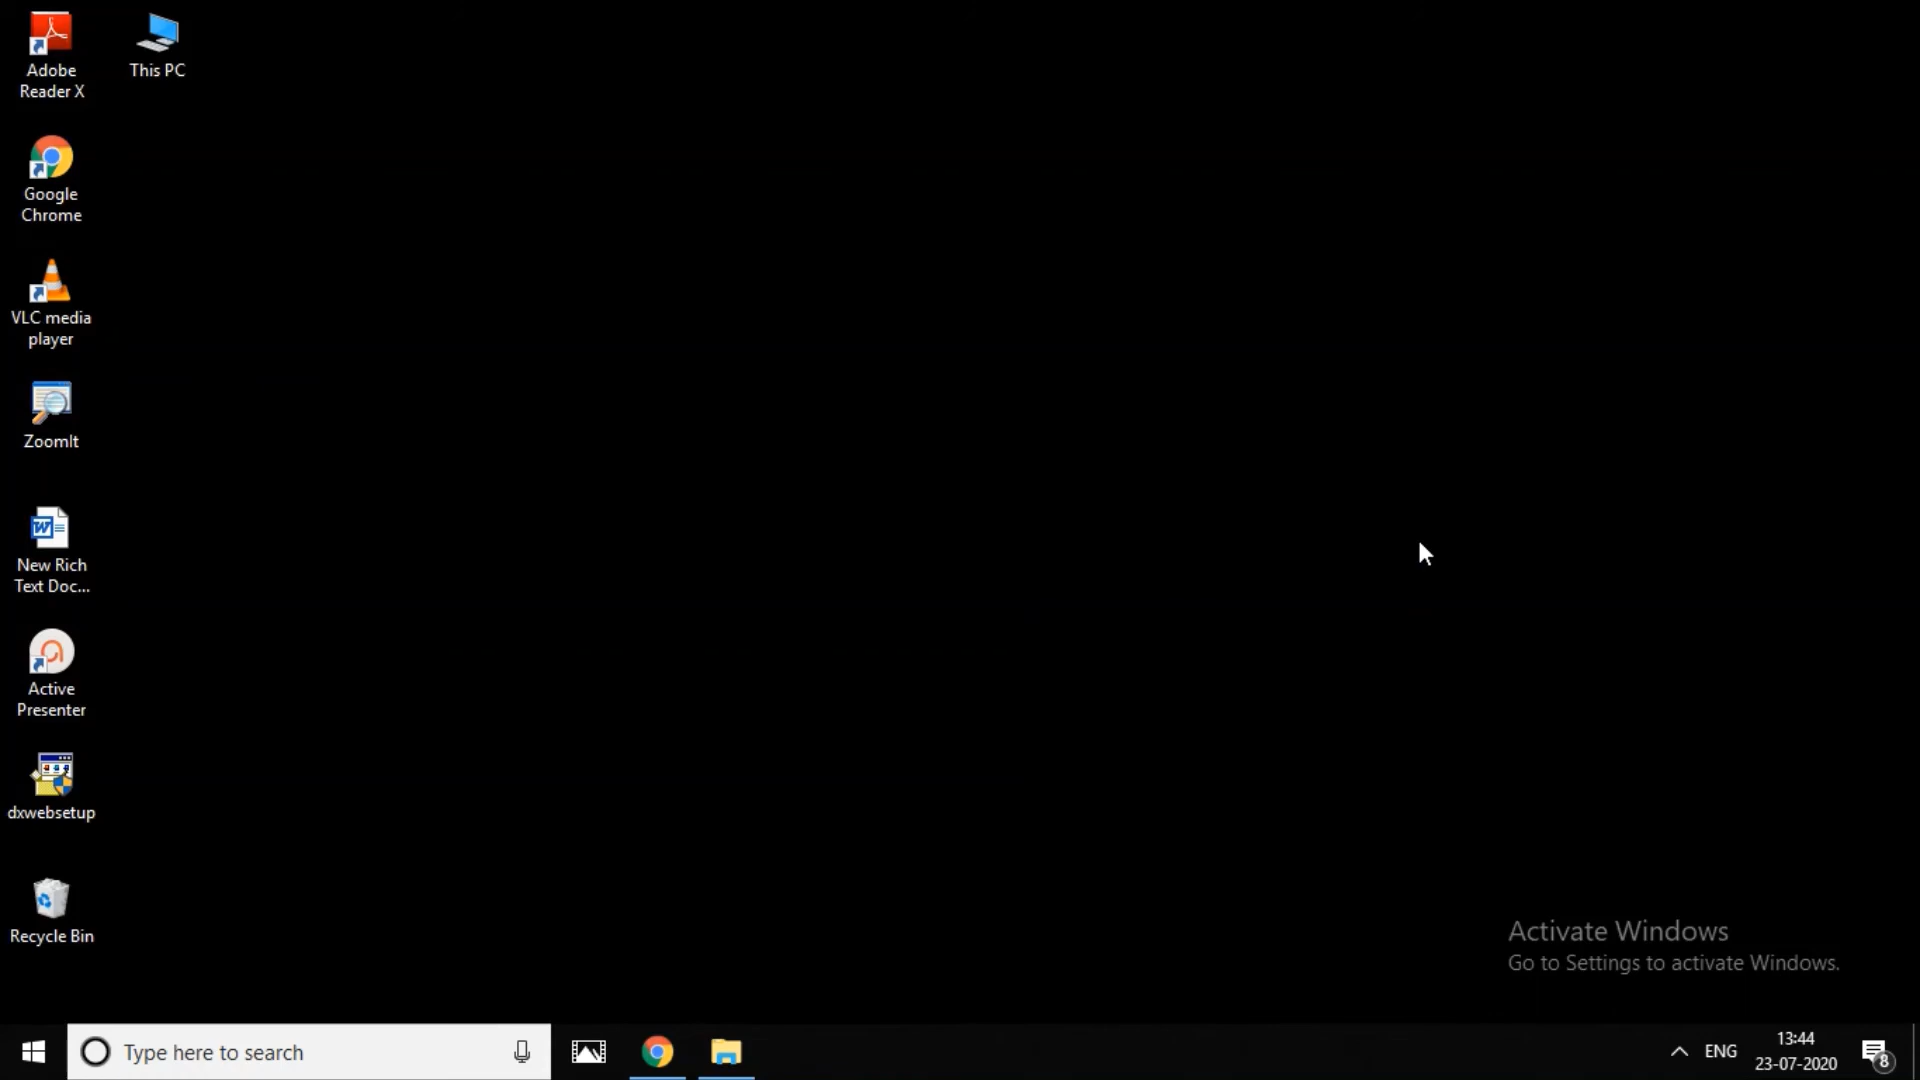 Adobe
Reader X
This PC
Google
Chrome
VLC media
player
ZoomIt
New Rich
Text Doc...
Active
Presenter
dxwebsetup
Recycle Bin
Activate Windows
Go to Settings to activate Windows.
Type here to search
ENG
13:44
23-07-2020
8